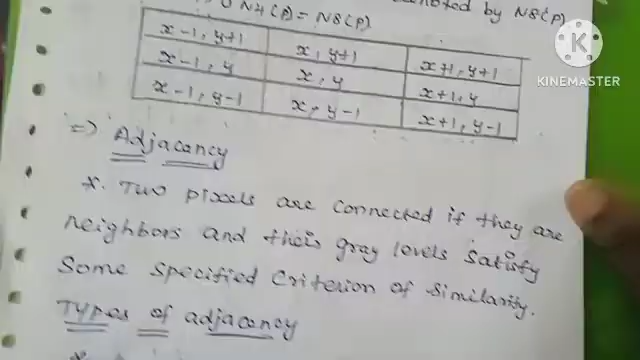 denoted by N8(P)
U N4(P) = N8(P)
x-1, y+1 x, y+1 x+1, y+1
x-1, y x, y x+1, y
x-1, y-1 x, y-1 x+1, y-1
KINEMASTER
=) Adjacency
* Two pixels are connected if they are
neighbors and their gray levels satisfy
Some specified criterion of similarity.
Types of adjacency